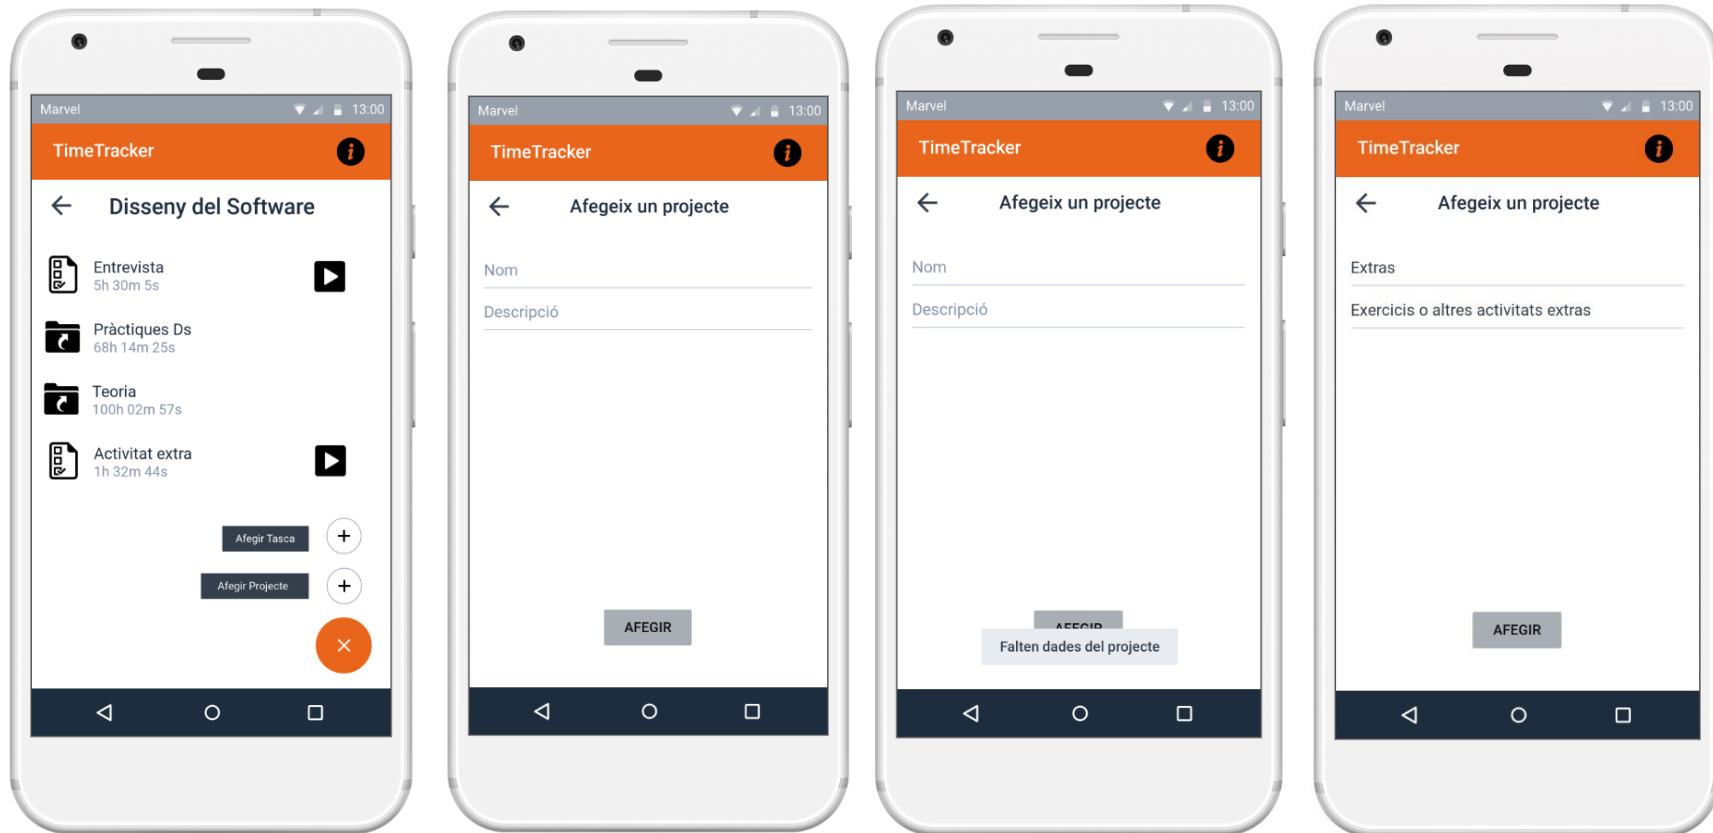 Marvel 13:00
TimeTracker
Disseny del Software
Entrevista
5h 30m 5s
Pràctiques Ds
68h 14m 25s
Teoria
100h 02m 57s
Activitat extra
1h 32m 44s
Afegir Tasca
Afegir Projecte
Marvel 13:00
TimeTracker
Afegeix un projecte
Nom
Descripció
AFEGIR
Marvel 13:00
TimeTracker
Afegeix un projecte
Nom
Descripció
AFEGIR
Falten dades del projecte
Marvel 13:00
TimeTracker
Afegeix un projecte
Extras
Exercicis o altres activitats extras
AFEGIR